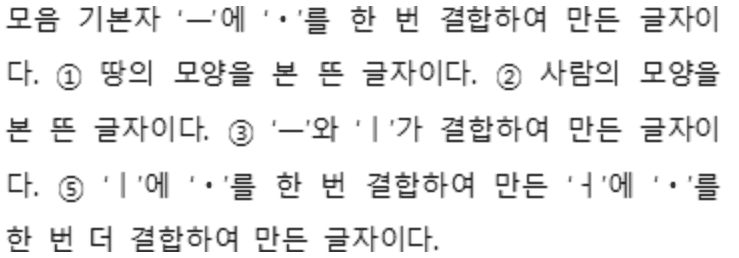 모음 기본자 ‘ㅡ’에 ‘•’를 한 번 결합하여 만든 글자이
다. ① 땅의 모양을 본 뜬 글자이다. ② 사람의 모양을
본 뜬 글자이다. ③ ‘ㅡ’와 ‘ㅣ’가 결합하여 만든 글자이
다. ⑤ ‘ㅣ’에 ‘•’를 한 번 결합하여 만든 ‘ㅓ’에 ‘•’를
한 번 더 결합하여 만든 글자이다.